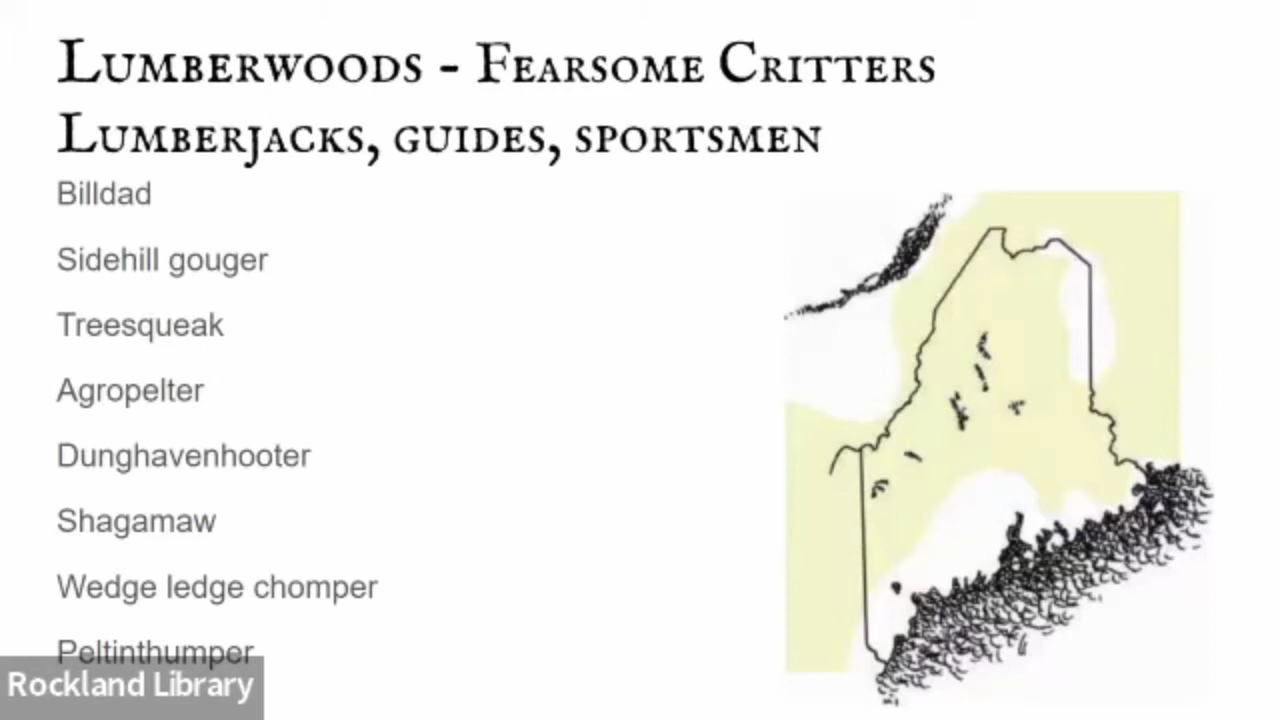 Lumberwoods - Fearsome Critters
Lumberjacks, guides, sportsmen
Billdad
Sidehill gouger
Treesqueak
Agropelter
Dunghavenhooter
Shagamaw
Wedge ledge chomper
Peltinthumper
Rockland Library